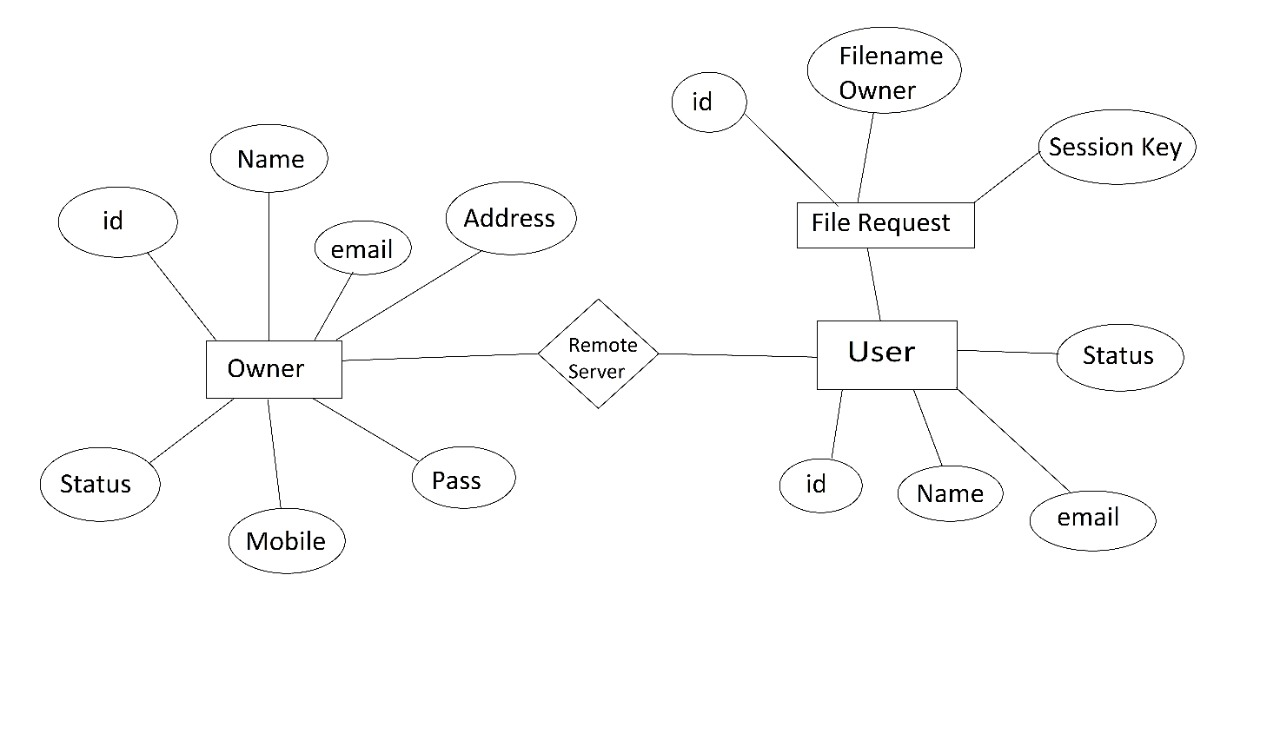 Filename
Owner
id
Session Key
Name
id
Address
email
File Request
Remote
Server
User
Status
Owner
Status
Pass
Mobile
id
Name
email